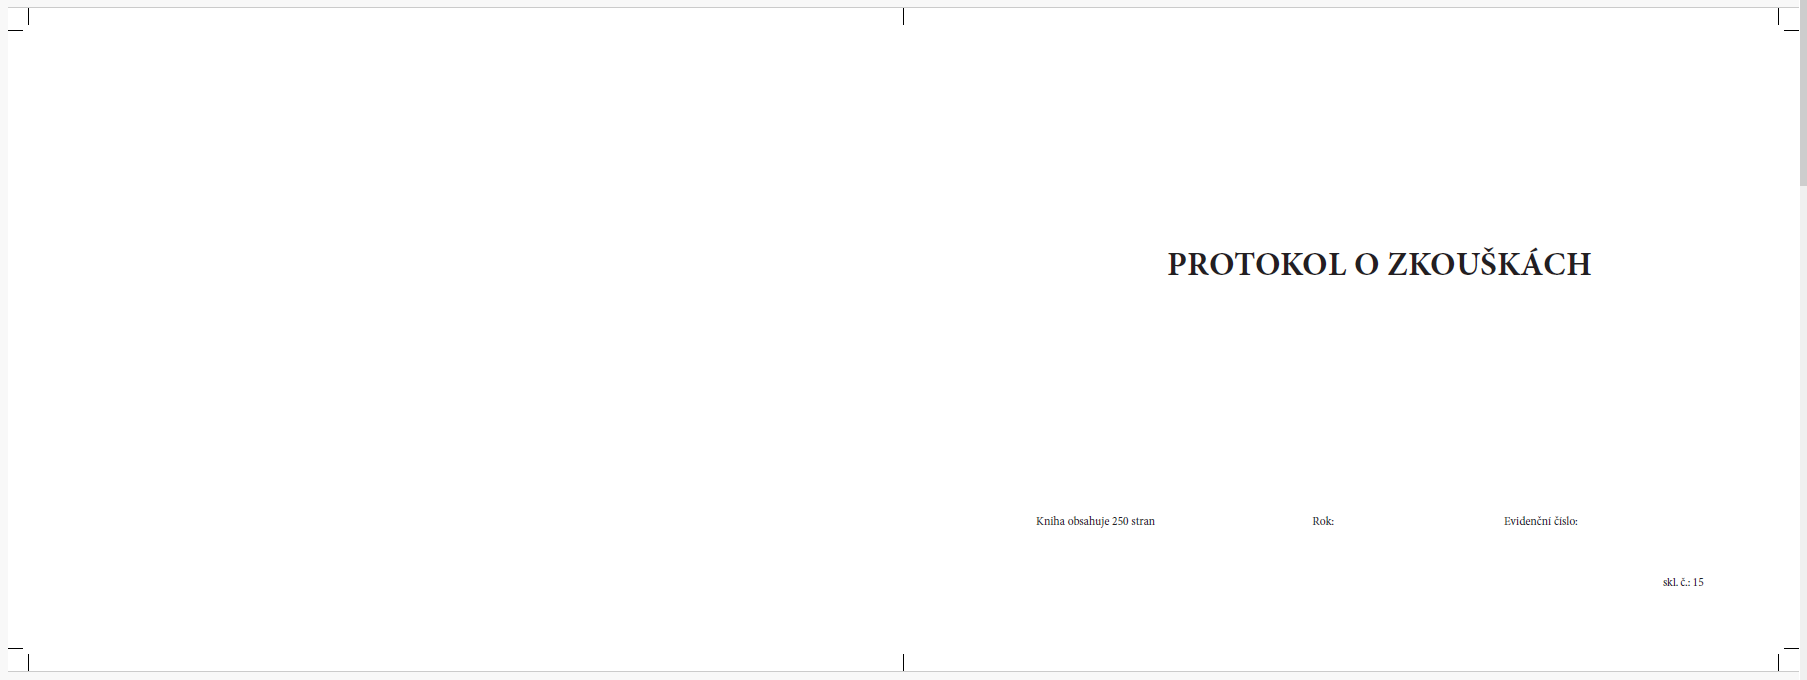 PROTOKOL O ZKOUŠKÁCH
Kniha obsahuje 250 stran Rok: Evidenční číslo:
skl. č.: 15